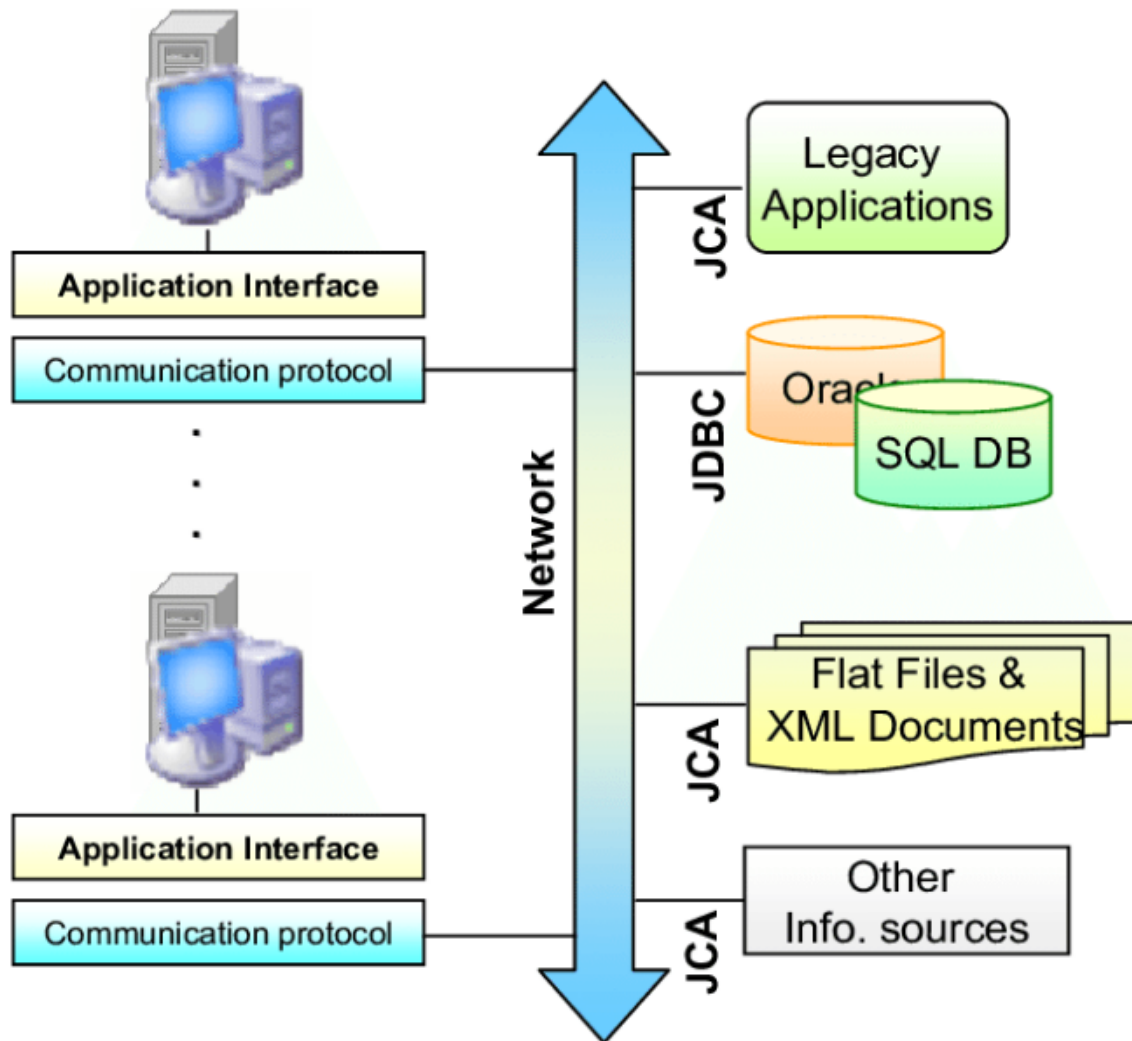 Application Interface
Communication protocol
.
.
.
Application Interface
Communication protocol
Network
JCA
Legacy
Applications
JDBC
SQL DB
JCA
Flat Files &
XML Documents
JCA
Other
Info. sources